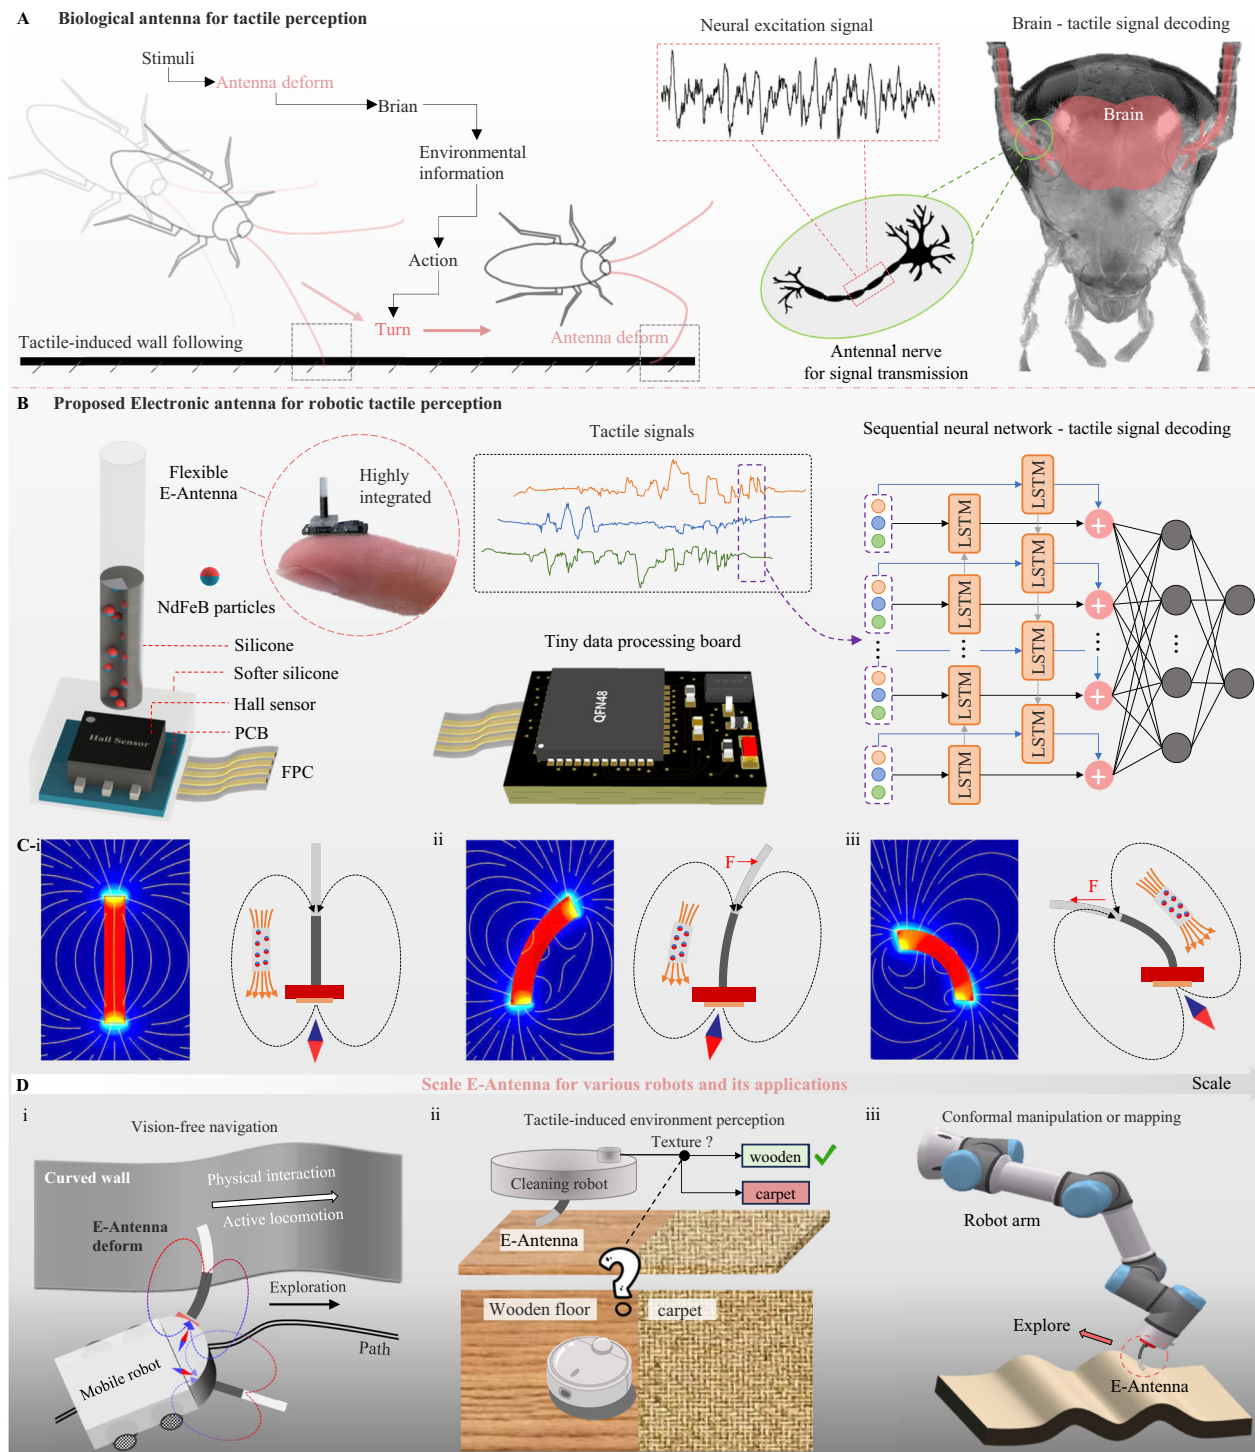 A Biological antenna for tactile perception
Stimuli
Antenna deform
Brian
Environmental
information
Action
Turn
Antenna deform
Tactile-induced wall following
Neural excitation signal
Brain - tactile signal decoding
Brain
Antennal nerve
for signal transmission
B Proposed Electronic antenna for robotic tactile perception
Flexible
E-Antenna
Highly
integrated
NdFeB particles
Silicone
Softer silicone
Hall sensor
PCB
FPC
Hall Sensor
Tactile signals
Tiny data processing board
QFN48
Sequential neural network - tactile signal decoding
LSTM
LSTM
LSTM
LSTM
LSTM
LSTM
LSTM
LSTM
C-i
ii
F
iii
F
D Scale E-Antenna for various robots and its applications
Scale
i
Vision-free navigation
Curved wall
Physical interaction
Active locomotion
E-Antenna
deform
Exploration
Path
Mobile robot
ii
Tactile-induced environment perception
Texture ?
Cleaning robot
wooden
carpet
E-Antenna
Wooden floor
carpet
iii
Conformal manipulation or mapping
Robot arm
Explore
E-Antenna